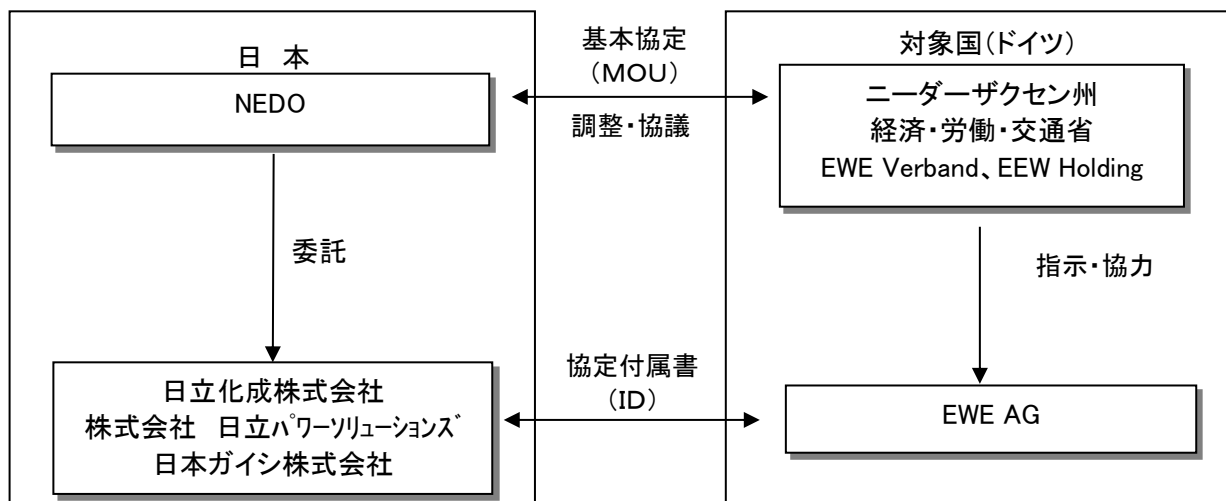 日 本
NEDO
委託
日立化成株式会社
株式会社 日立ﾊﾟﾜｰソリューションズﾞ
日本ガイシ株式会社
基本協定
(MOU)
調整・協議
協定付属書
(ID)
対象国(ドイツ)
ニーダーザクセン州
経済・労働・交通省
EWE Verband、EEW Holding
指示・協力
EWE AG